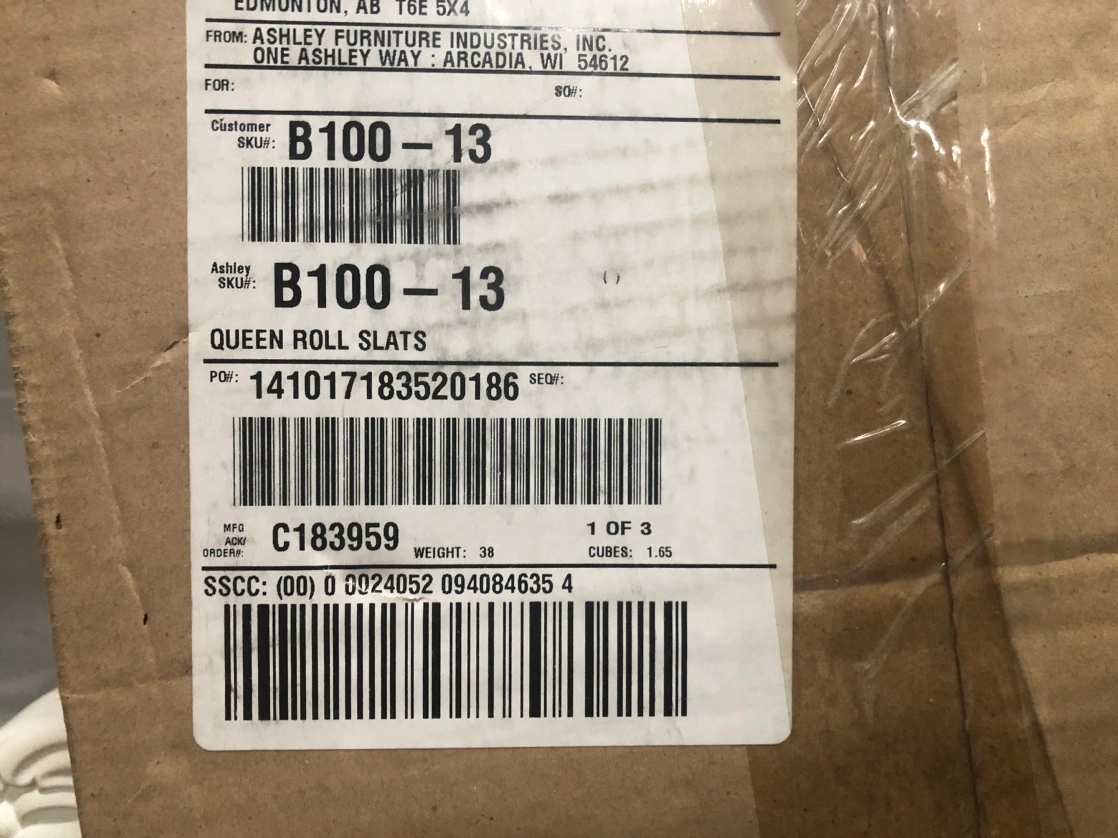 EDMONTON, AB T6E 5X4
FROM: ASHLEY FURNITURE INDUSTRIES, INC.
ONE ASHLEY WAY : ARCADIA, WI 54612
FOR: SO#:
Customer
SKU#: B100 – 13
Ashley
SKU#: B100 – 13 ( )
QUEEN ROLL SLATS
PO#: 141017183520186 SEQ#:
MFG
ACK/
ORDER#: C183959 WEIGHT: 38
1 OF 3
CUBES: 1.65
SSCC: (00) 0 0024052 094084635 4